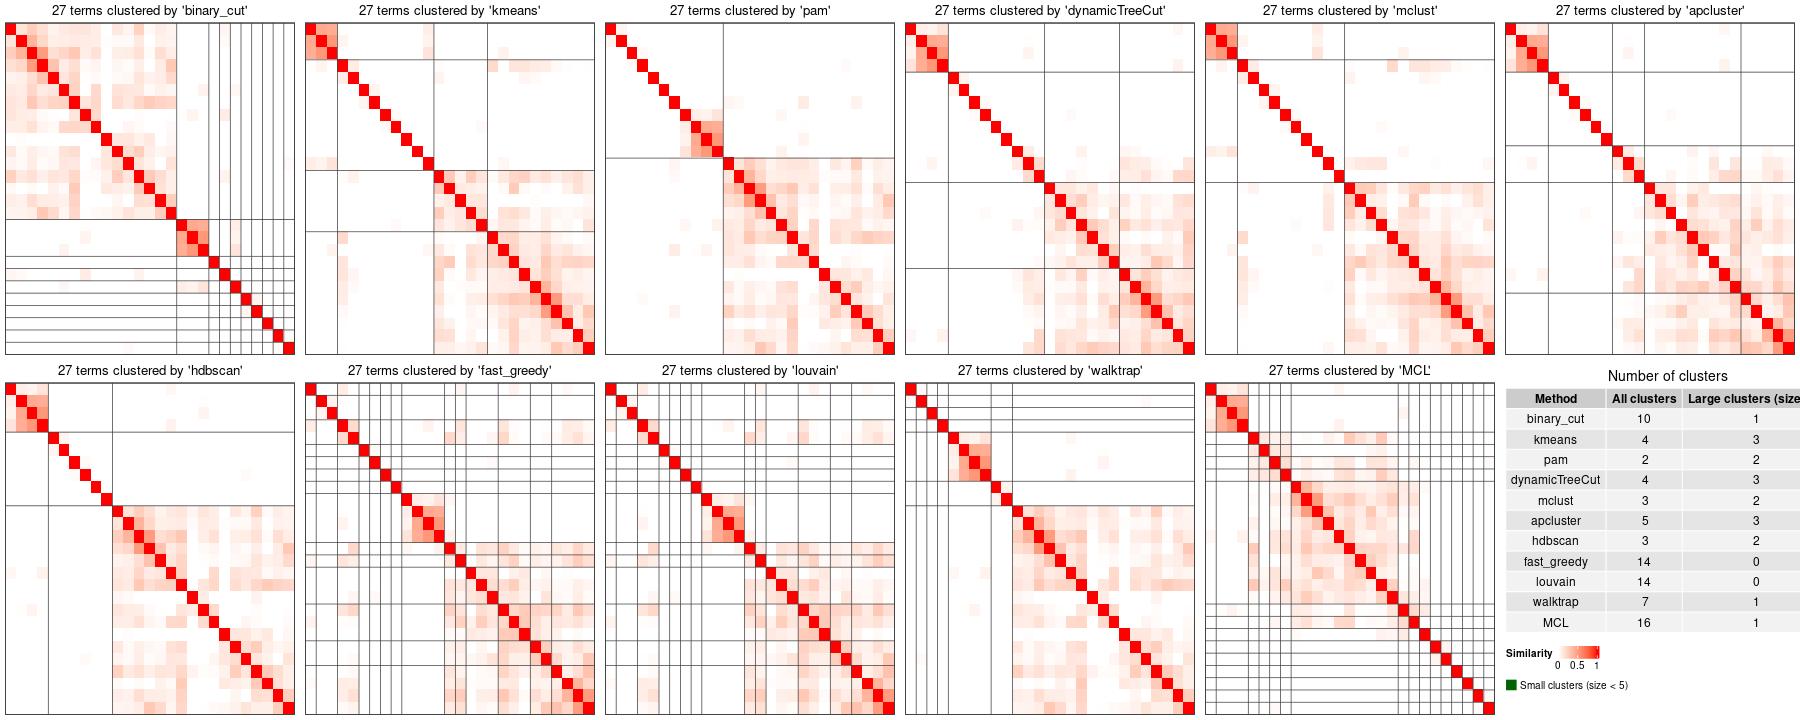 27 terms clustered by 'binary_cut'
27 terms clustered by 'kmeans'
27 terms clustered by 'pam'
27 terms clustered by 'dynamicTreeCut'
27 terms clustered by 'mclust'
27 terms clustered by 'apcluster'
27 terms clustered by 'hdbscan'
27 terms clustered by 'fast_greedy'
27 terms clustered by 'louvain'
27 terms clustered by 'walktrap'
27 terms clustered by 'MCL'
Number of clusters
Method All clusters Large clusters (size
binary_cut 10 1
kmeans 4 3
pam 2 2
dynamicTreeCut 4 3
mclust 3 2
apcluster 5 3
hdbscan 3 2
fast_greedy 14 0
louvain 14 0
walktrap 7 1
MCL 16 1
Similarity
0 0.5 1
Small clusters (size < 5)